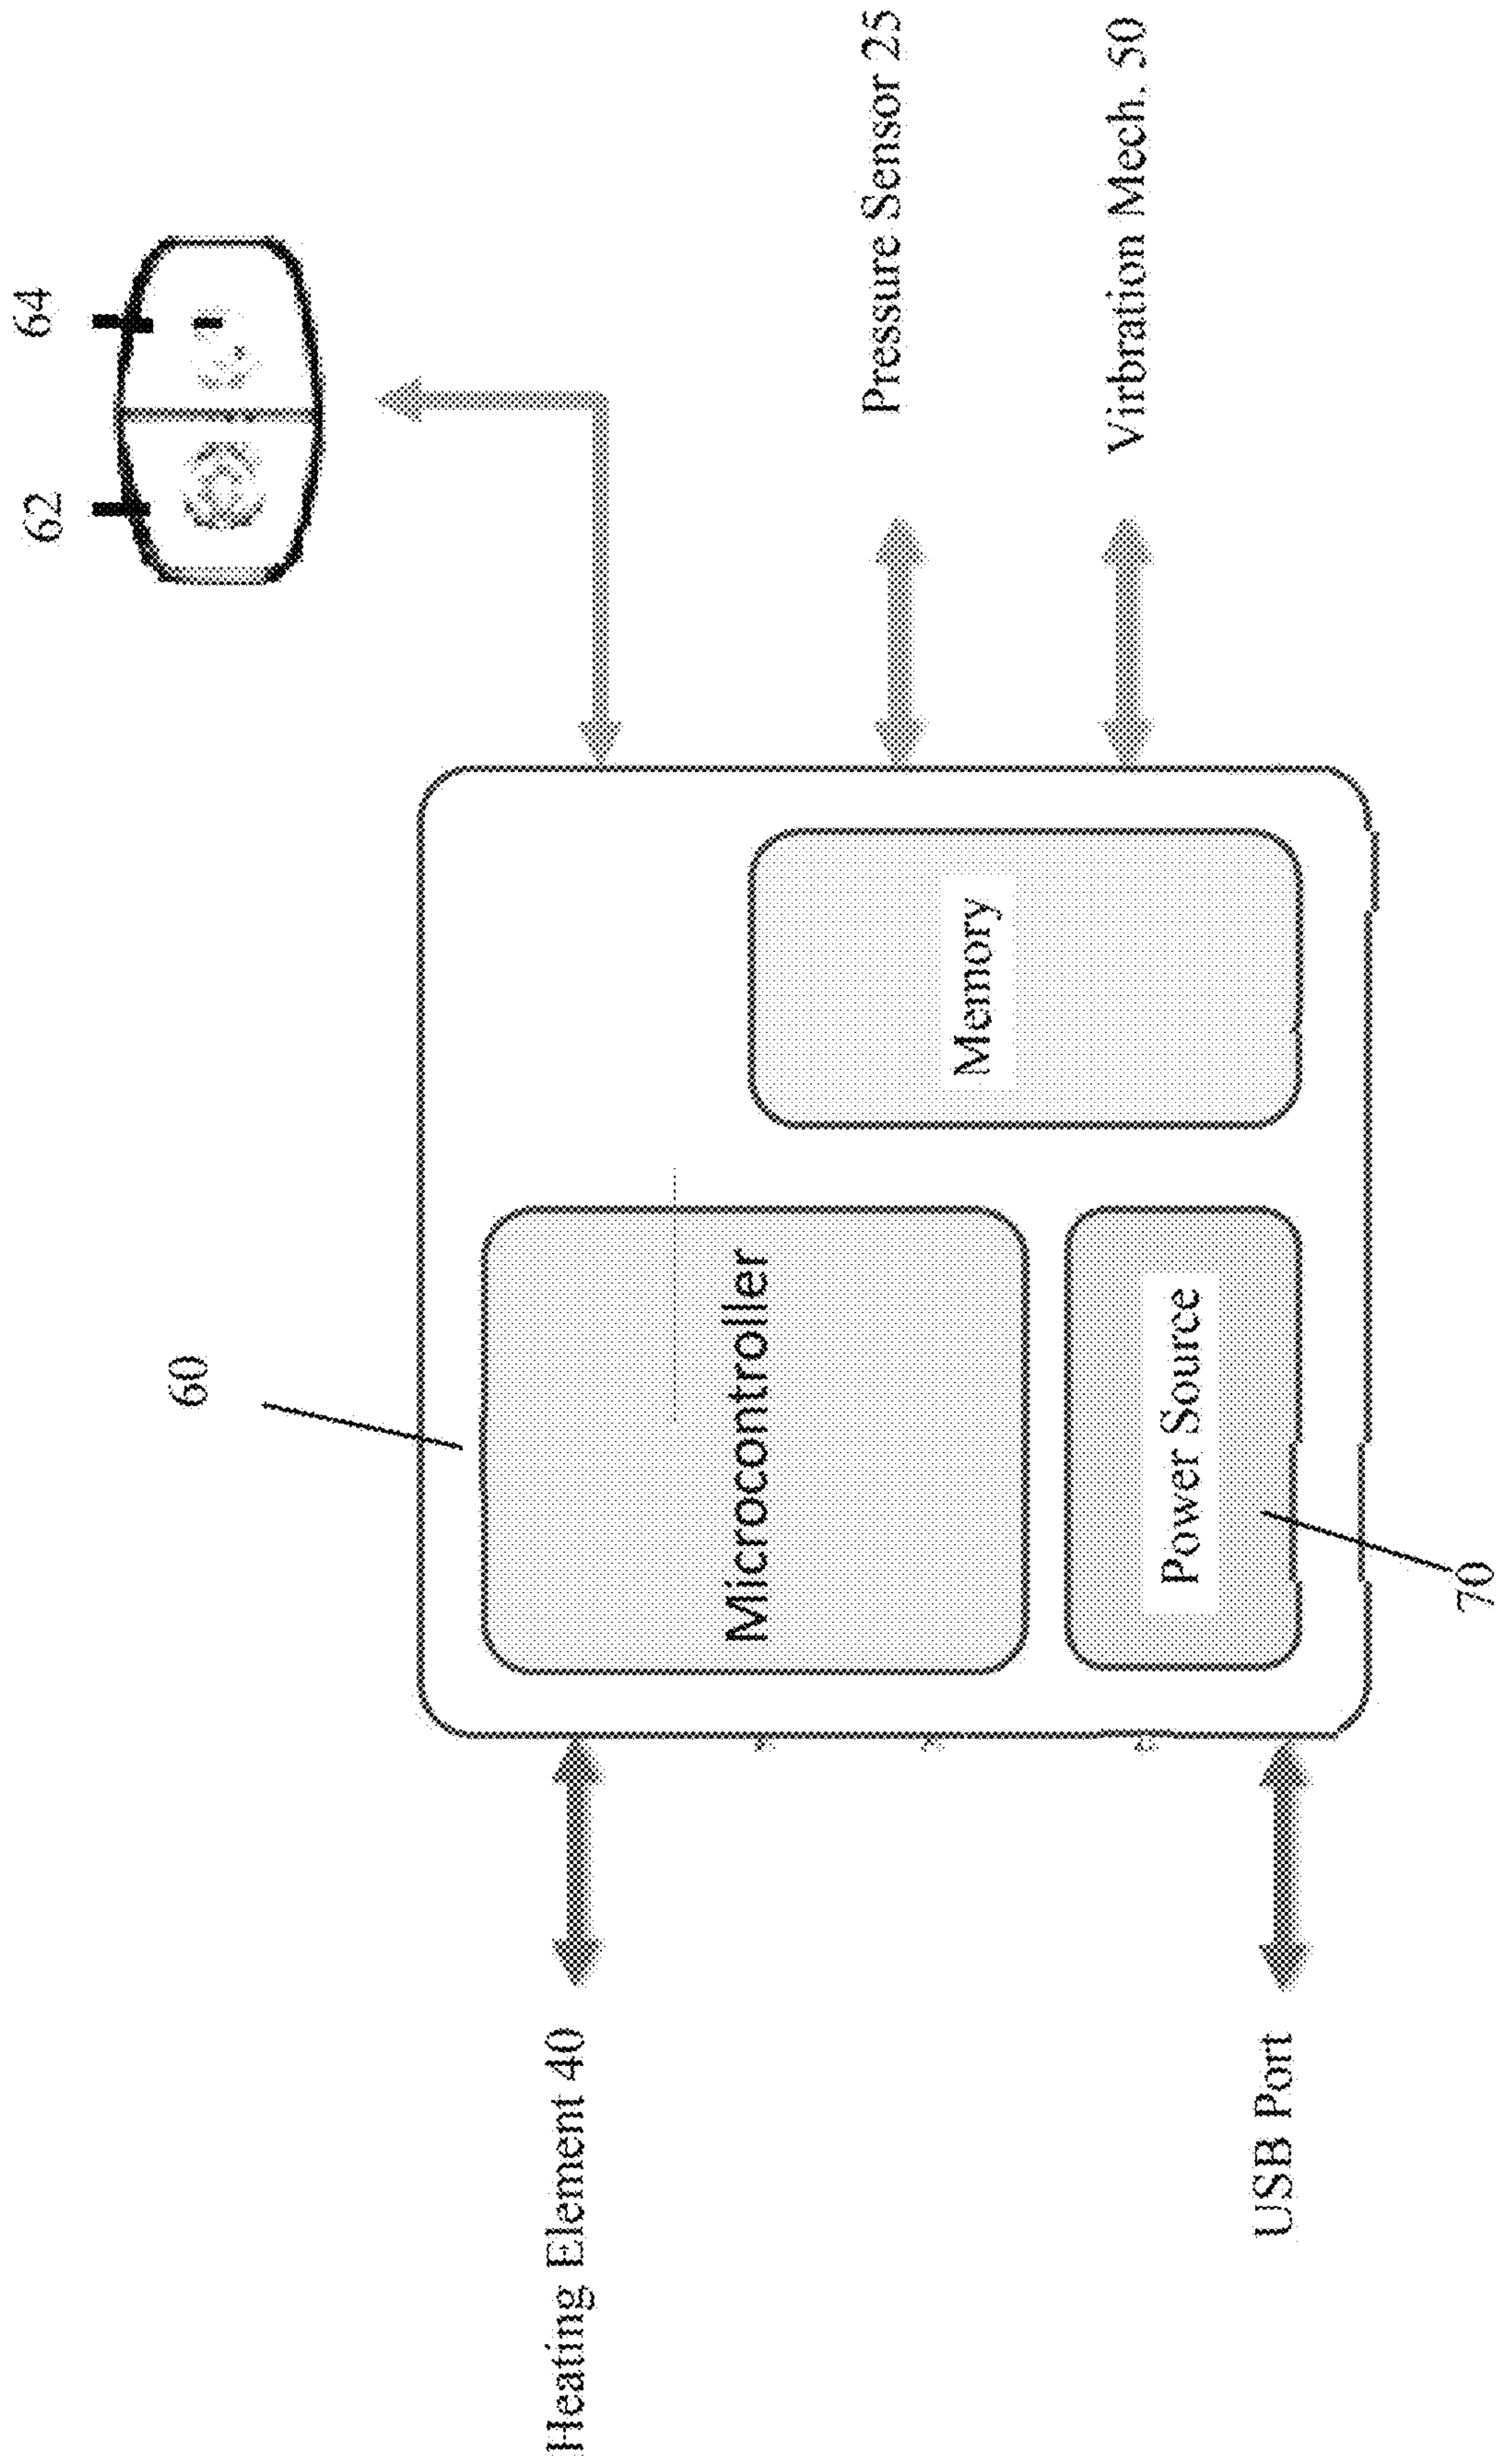 62
64
60
Heating Element 40
Microcontroller
Pressure Sensor 25
Memory
Virbration Mech. 50
Power Source
USB Port
70